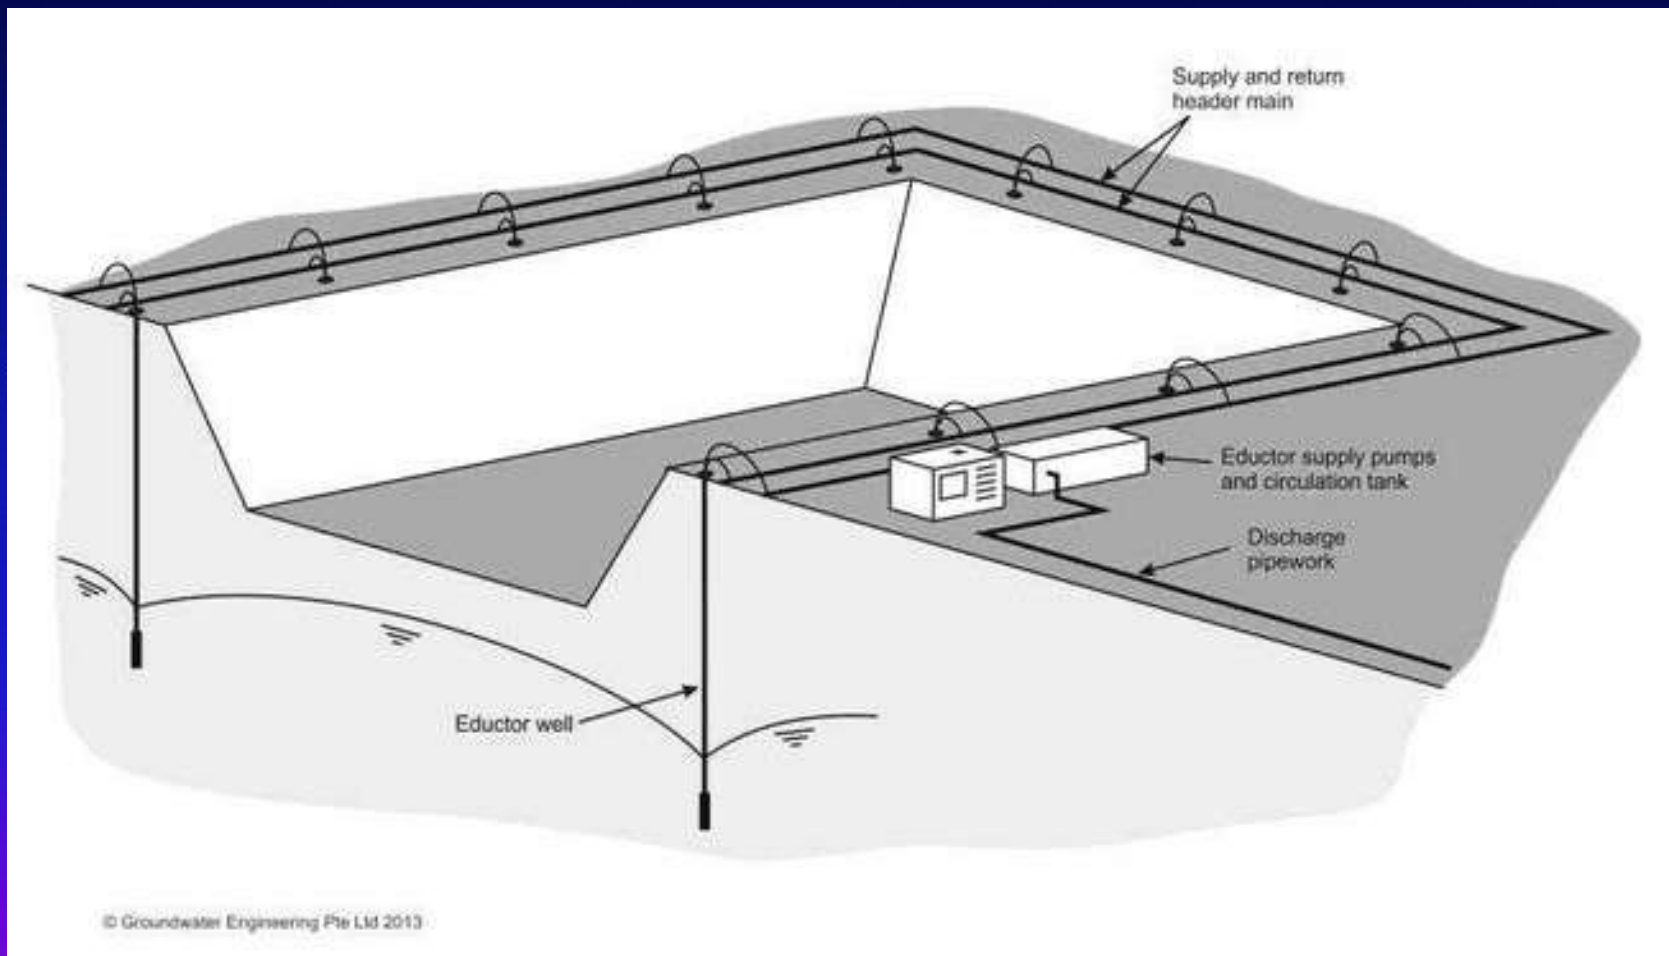 Supply and return
header main
Eductor supply pumps
and circulation tank
Discharge
pipework
Eductor well
© Groundwater Engineering Pte Ltd 2013